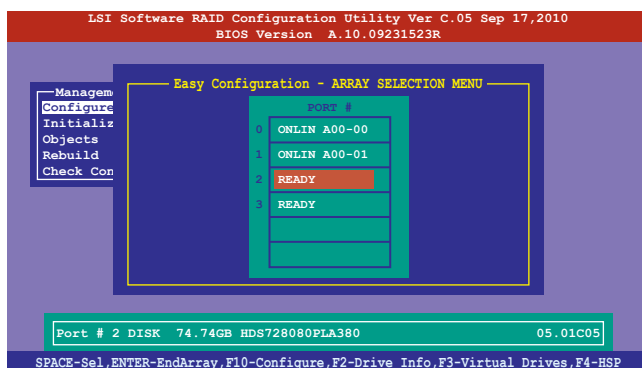 LSI Software RAID Configuration Utility Ver C.05 Sep 17,2010
BIOS Version A.10.09231523R
Easy Configuration - ARRAY SELECTION MENU
Managem
Configure
Initializ
Objects
Rebuild
Check Con
PORT #
0 ONLIN A00-00
1 ONLIN A00-01
2 READY
3 READY
Port # 2 DISK 74.74GB HDS728080PLA380 05.01C05
SPACE-Sel,ENTER-EndArray,F10-Configure,F2-Drive Info,F3-Virtual Drives,F4-HSP